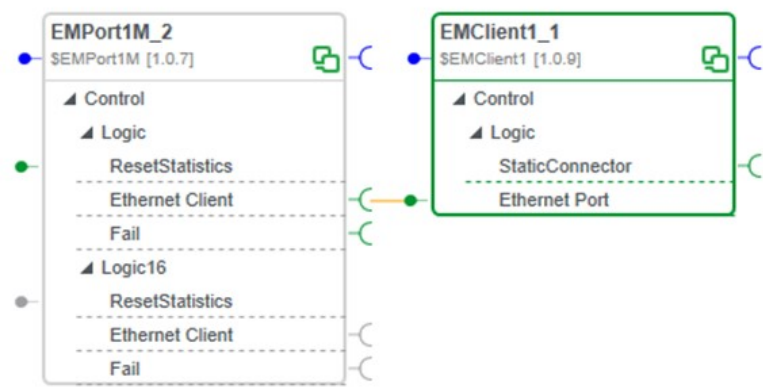 EMPort1M_2
$EMPort1M [1.0.7]
Control
Logic
ResetStatistics
Ethernet Client
Fail
Logic16
ResetStatistics
Ethernet Client
Fail
EMClient1_1
$EMClient1 [1.0.9]
Control
Logic
StaticConnector
Ethernet Port